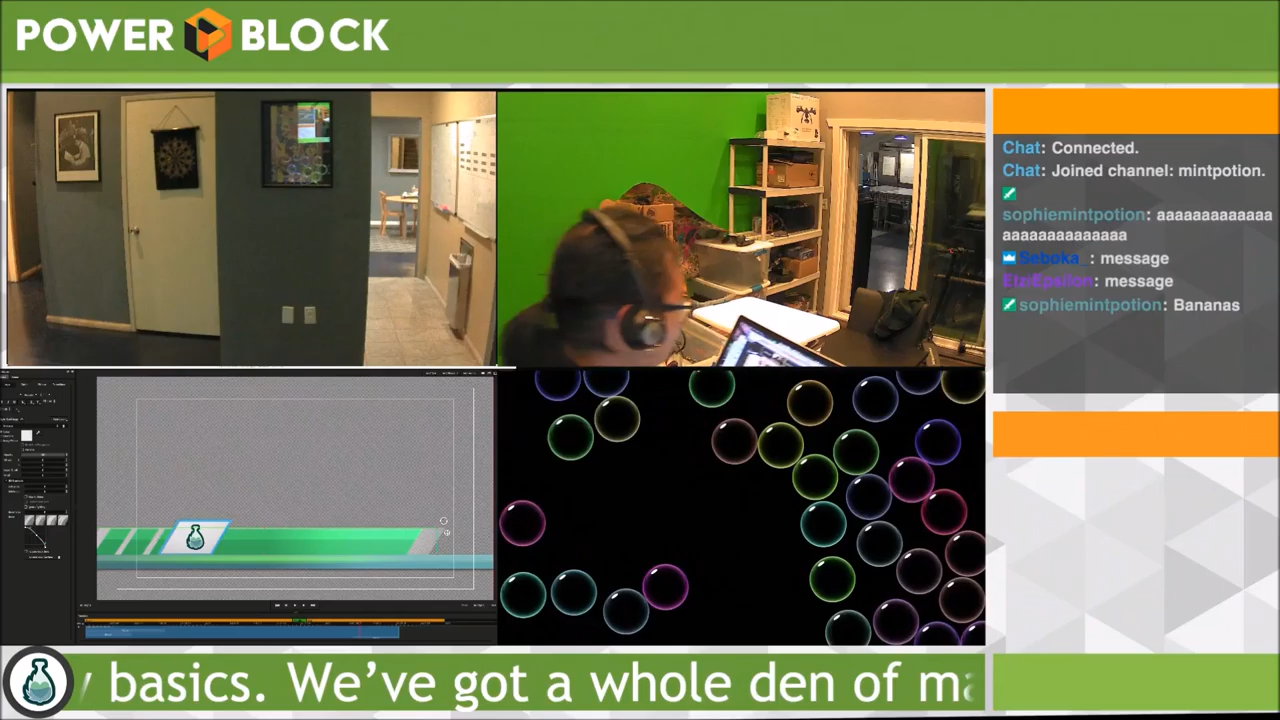 POWER BLOCK
Chat: Connected.
Chat: Joined channel: mintpotion.
sophiemintpotion: aaaaaaaaaaaaa
aaaaaaaaaaaaaa
Seboka_: message
EtzrEpsilon: message
sophiemintpotion: Bananas
basics. We've got a whole den of ma